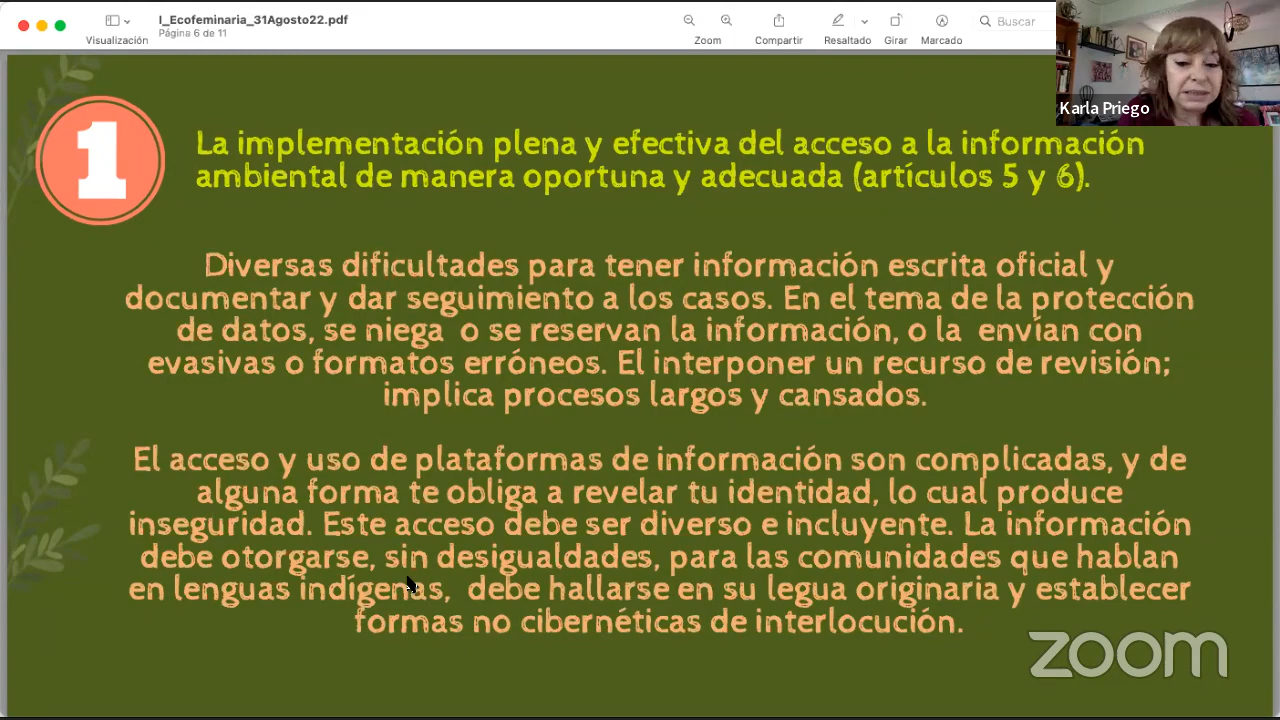 I_Ecofeminaria_31Agosto22.pdf
Página 6 de 11
Visualización
Zoom
Compartir
Resaltado
Girar
Marcado
Buscar
Karla Priego
1
La implementación plena y efectiva del acceso a la información
ambiental de manera oportuna y adecuada (artículos 5 y 6).
Diversas dificultades para tener información escrita oficial y
documentar y dar seguimiento a los casos. En el tema de la protección
de datos, se niega o se reservan la información, o la envían con
evasivas o formatos erróneos. El interponer un recurso de revisión;
implica procesos largos y cansados.
El acceso y uso de plataformas de información son complicadas, y de
alguna forma te obliga a revelar tu identidad, lo cual produce
inseguridad. Este acceso debe ser diverso e incluyente. La información
debe otorgarse, sin desigualdades, para las comunidades que hablan
en lenguas indígenas, debe hallarse en su legua originaria y establecer
formas no cibernéticas de interlocución.
zoom